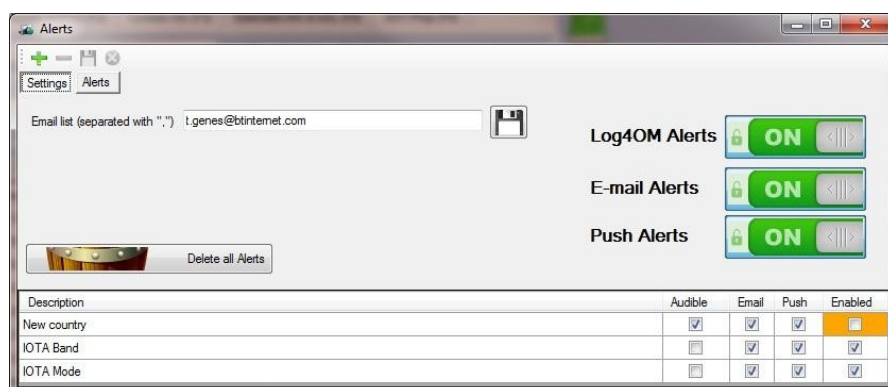 Alerts
Settings Alerts
Email list (separated with ",") t.genes@btinternet.com
Log4OM Alerts ON
E-mail Alerts ON
Push Alerts ON
Delete all Alerts
Description Audible Email Push Enabled
New country
IOTA Band
IOTA Mode